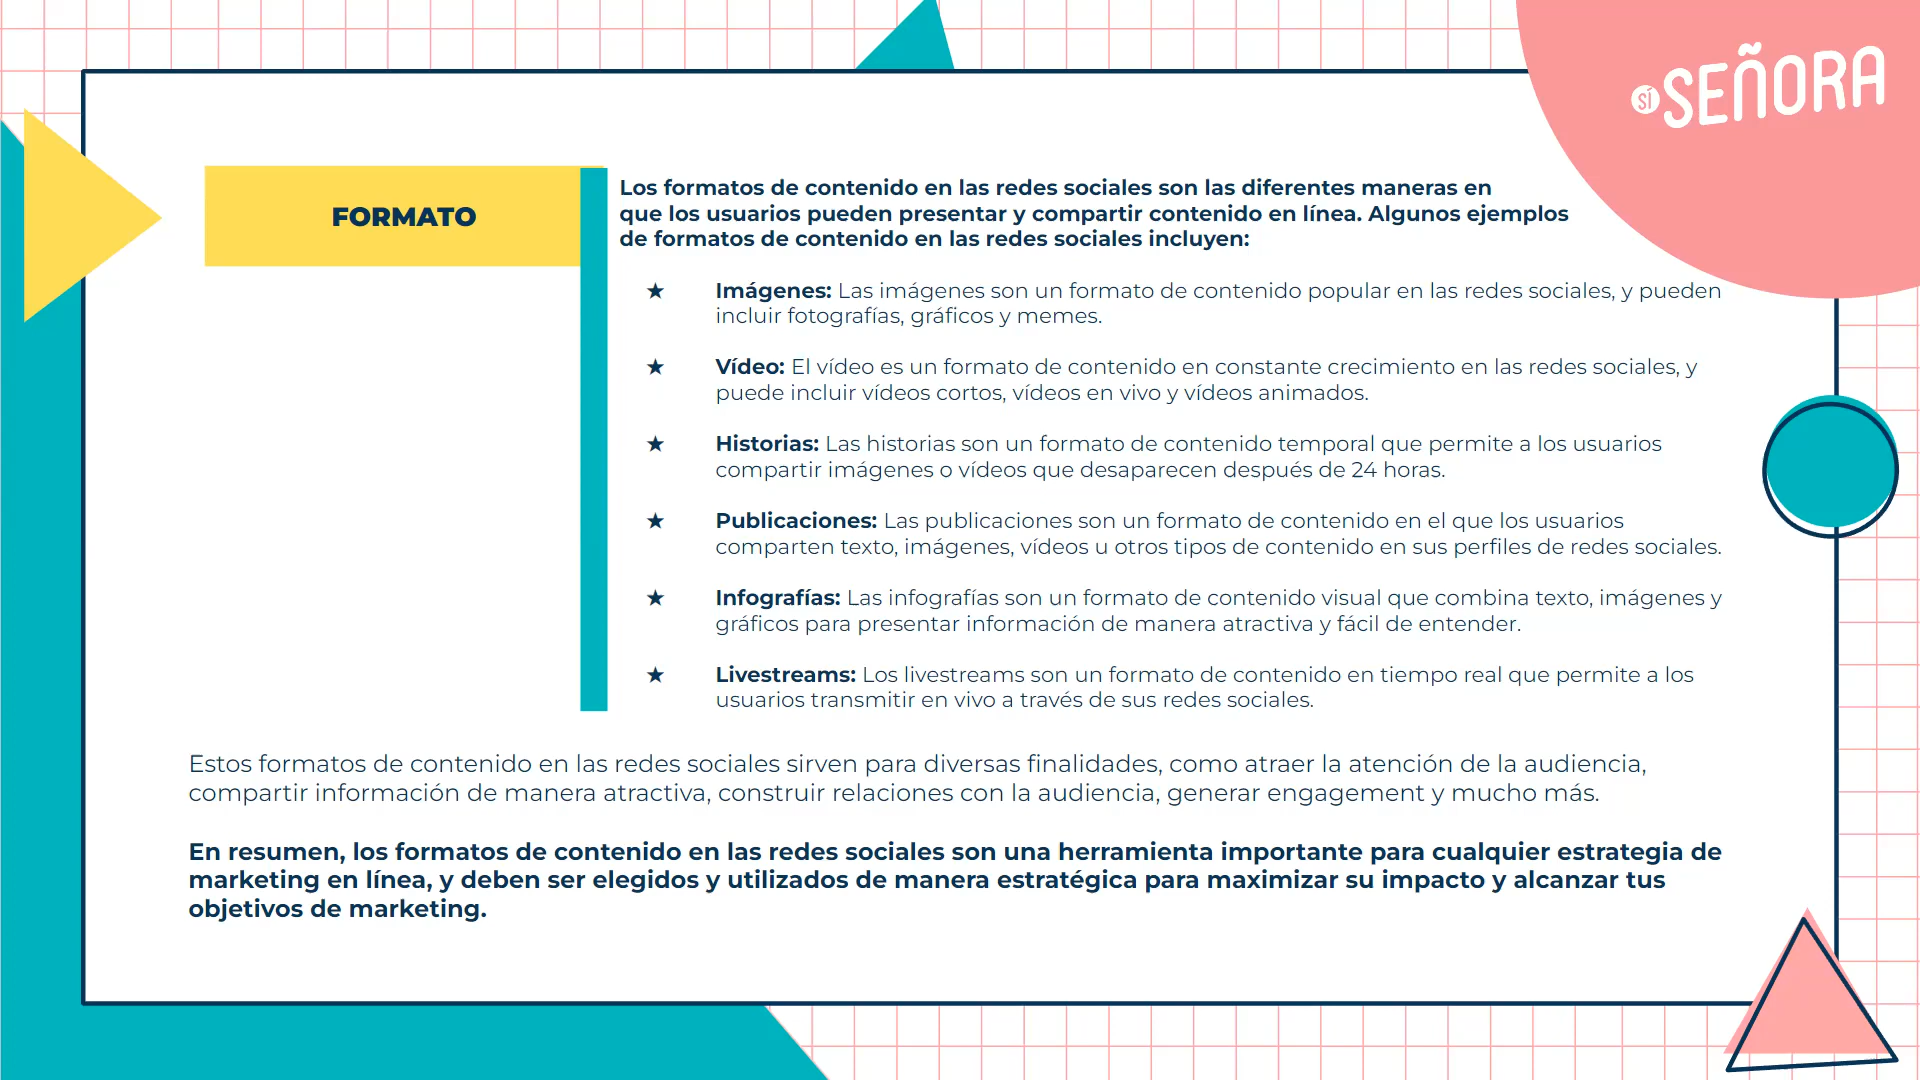 SÍ SEÑORA
FORMATO
Los formatos de contenido en las redes sociales son las diferentes maneras en
que los usuarios pueden presentar y compartir contenido en línea. Algunos ejemplos
de formatos de contenido en las redes sociales incluyen:
★ Imágenes: Las imágenes son un formato de contenido popular en las redes sociales, y pueden
incluir fotografías, gráficos y memes.
★ Vídeo: El vídeo es un formato de contenido en constante crecimiento en las redes sociales, y
puede incluir vídeos cortos, vídeos en vivo y vídeos animados.
★ Historias: Las historias son un formato de contenido temporal que permite a los usuarios
compartir imágenes o vídeos que desaparecen después de 24 horas.
★ Publicaciones: Las publicaciones son un formato de contenido en el que los usuarios
comparten texto, imágenes, vídeos u otros tipos de contenido en sus perfiles de redes sociales.
★ Infografías: Las infografías son un formato de contenido visual que combina texto, imágenes y
gráficos para presentar información de manera atractiva y fácil de entender.
★ Livestreams: Los livestreams son un formato de contenido en tiempo real que permite a los
usuarios transmitir en vivo a través de sus redes sociales.
Estos formatos de contenido en las redes sociales sirven para diversas finalidades, como atraer la atención de la audiencia,
compartir información de manera atractiva, construir relaciones con la audiencia, generar engagement y mucho más.
En resumen, los formatos de contenido en las redes sociales son una herramienta importante para cualquier estrategia de
marketing en línea, y deben ser elegidos y utilizados de manera estratégica para maximizar su impacto y alcanzar tus
objetivos de marketing.